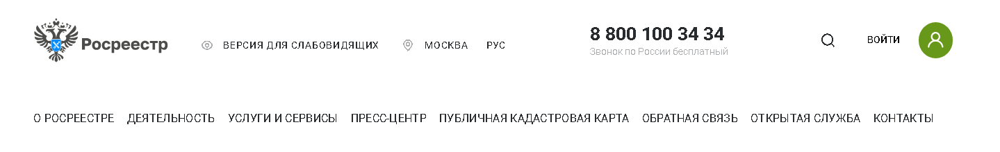 Росреестр
ВЕРСИЯ ДЛЯ СЛАБОВИДЯЩИХ
МОСКВА
РУС
8 800 100 34 34
Звонок по России бесплатный
ВОЙТИ
О РОСРЕЕСТРЕ ДЕЯТЕЛЬНОСТЬ УСЛУГИ И СЕРВИСЫ ПРЕСС-ЦЕНТР ПУБЛИЧНАЯ КАДАСТРОВАЯ КАРТА ОБРАТНАЯ СВЯЗЬ ОТКРЫТАЯ СЛУЖБА КОНТАКТЫ